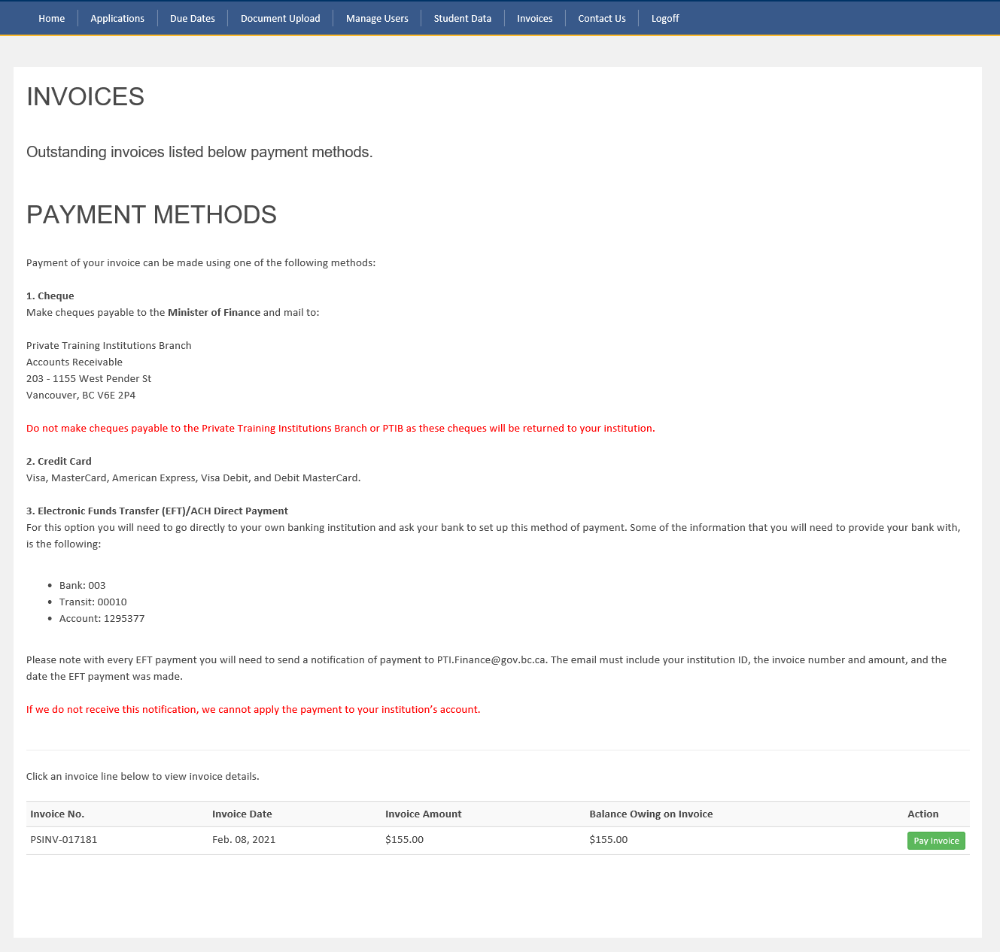 Home Applications Due Dates Document Upload Manage Users Student Data Invoices Contact Us Logoff
INVOICES
Outstanding invoices listed below payment methods.
PAYMENT METHODS
Payment of your invoice can be made using one of the following methods:
1. Cheque
Make cheques payable to the Minister of Finance and mail to:
Private Training Institutions Branch
Accounts Receivable
203 - 1155 West Pender St
Vancouver, BC V6E 2P4
Do not make cheques payable to the Private Training Institutions Branch or PTIB as these cheques will be returned to your institution.
2. Credit Card
Visa, MasterCard, American Express, Visa Debit, and Debit MasterCard.
3. Electronic Funds Transfer (EFT)/ACH Direct Payment
For this option you will need to go directly to your own banking institution and ask your bank to set up this method of payment. Some of the information that you will need to provide your bank with,
is the following:
• Bank: 003
• Transit: 00010
• Account: 1295377
Please note with every EFT payment you will need to send a notification of payment to PTI.Finance@gov.bc.ca. The email must include your institution ID, the invoice number and amount, and the
date the EFT payment was made.
If we do not receive this notification, we cannot apply the payment to your institution’s account.
Click an invoice line below to view invoice details.
Invoice No. Invoice Date Invoice Amount Balance Owing on Invoice Action
PSINV-017181 Feb. 08, 2021 $155.00 $155.00 Pay Invoice